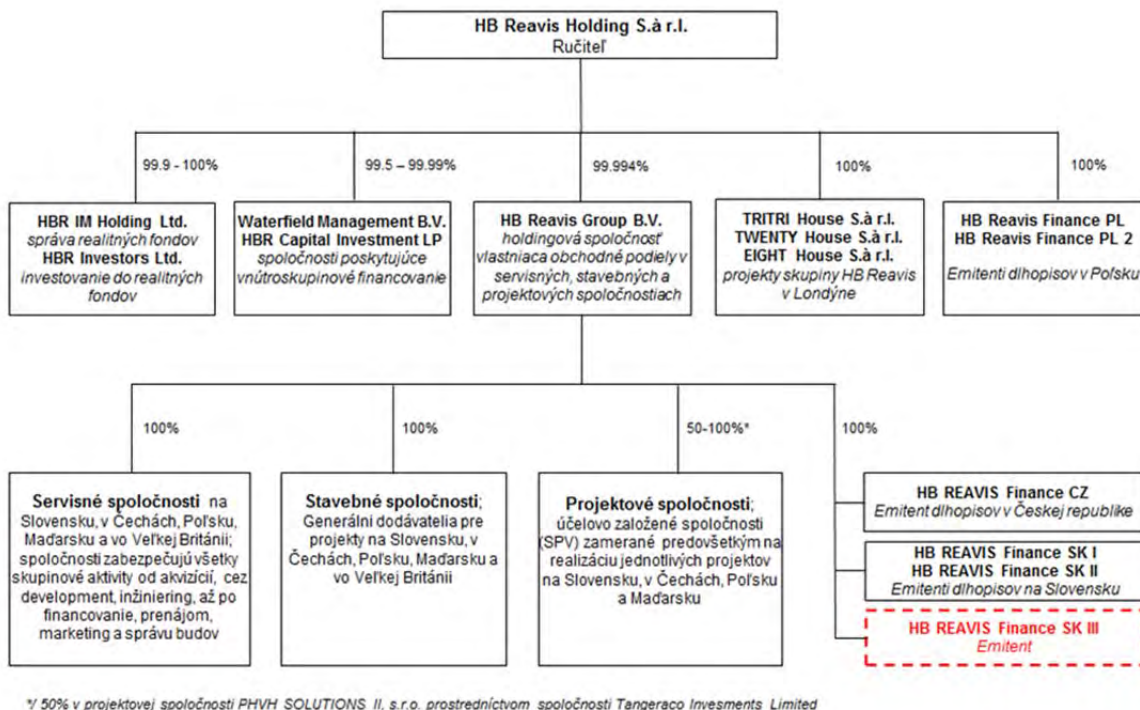 HB Reavis Holding S.à r.l.
Ručiteľ
99.9 - 100%
99.5 – 99.99%
99.994%
100%
100%
HBR IM Holding Ltd.
správa realitných fondov
HBR Investors Ltd.
investovanie do realitných
fondov
Waterfield Management B.V.
HBR Capital Investment LP
spoločnosti poskytujúce
vnútroskupinové financovanie
HB Reavis Group B.V.
holdingová spoločnosť
vlastniaca obchodné podiely v
servisných, stavebných a
projektových spoločnostiach
TRITRI House S.à r.l.
TWENTY House S.à r.l.
EIGHT House S.à r.l.
projekty skupiny HB Reavis
v Londýne
HB Reavis Finance PL
HB Reavis Finance PL 2
Emitenti dlhopisov v Poľsku
100%
100%
50-100%*
100%
Servisné spoločnosti na
Slovensku, v Čechách, Poľsku,
Maďarsku a vo Veľkej Británii;
spoločnosti zabezpečujú všetky
skupinové aktivity od akvizícií, cez
development, inžiniering, až po
financovanie, prenájom,
marketing a správu budov
Stavebné spoločnosti;
Generálni dodávatelia pre
projekty na Slovensku, v
Čechách, Poľsku, Maďarsku a
vo Veľkej Británii
Projektové spoločnosti;
účelovo založené spoločnosti
(SPV) zamerané predovšetkým na
realizáciu jednotlivých projektov
na Slovensku, v Čechách, Poľsku
a Maďarsku
HB REAVIS Finance CZ
Emitent dlhopisov v Českej republike
HB REAVIS Finance SK I
HB REAVIS Finance SK II
Emitenti dlhopisov na Slovensku
HB REAVIS Finance SK III
Emitent
*/ 50% v projektovej spoločnosti PHVH SOLUTIONS II, s.r.o. prostredníctvom spoločnosti Tangeraco Invesments Limited